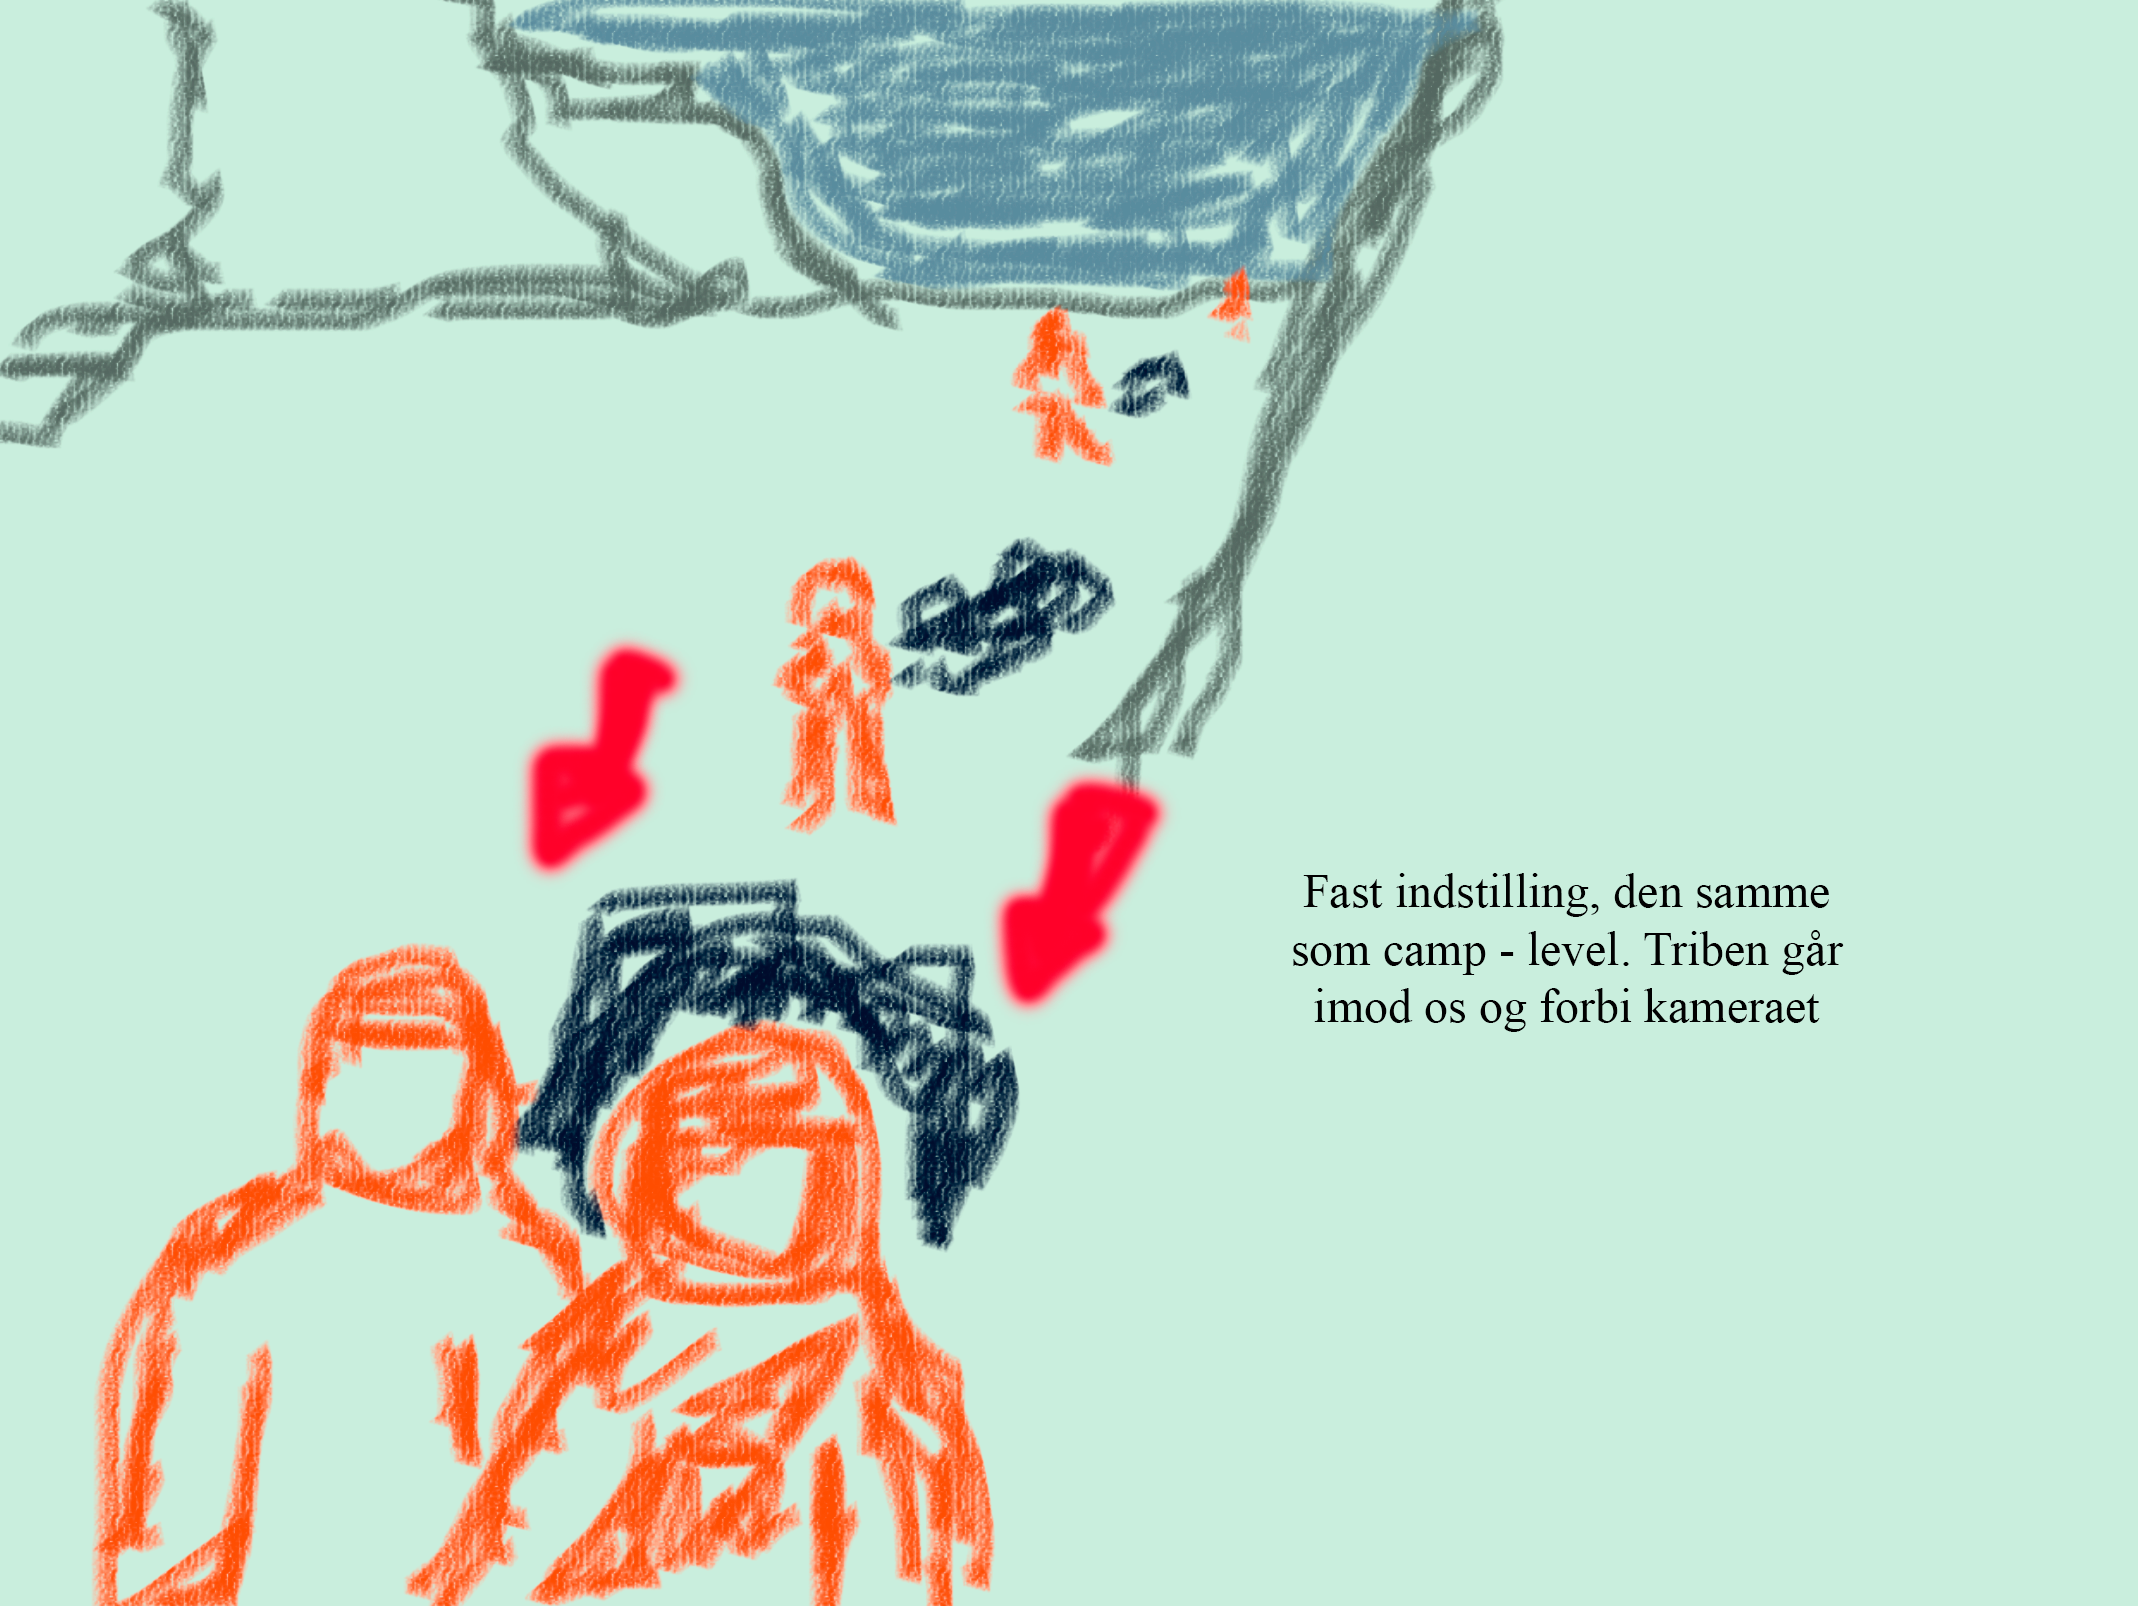 Fast indstilling, den samme
som camp - level. Triben går
imod os og forbi kameraet